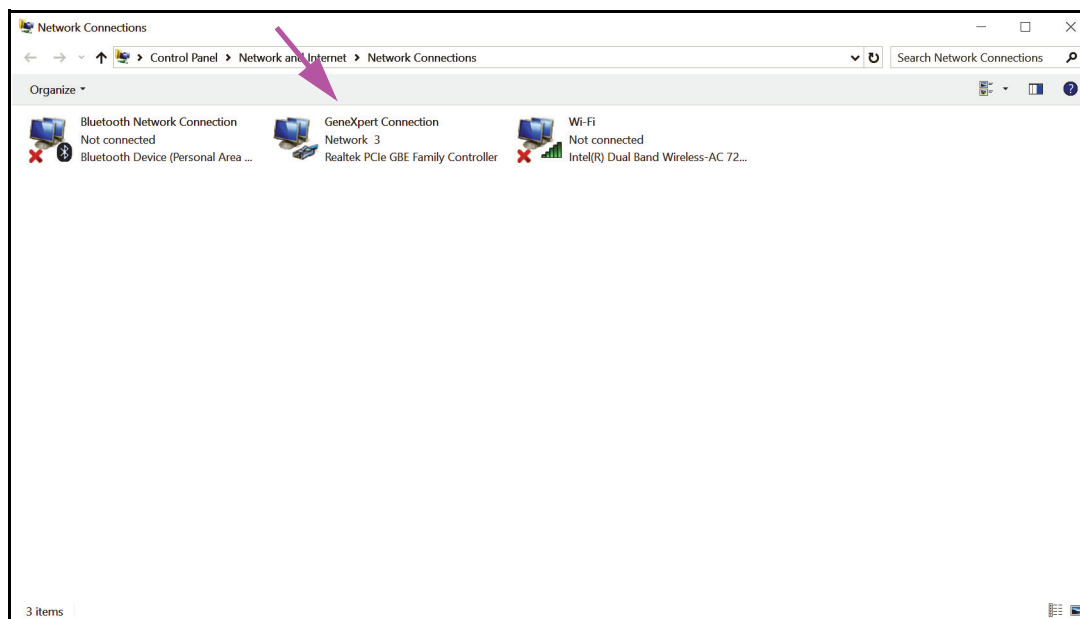 Network Connections
Control Panel > Network and Internet > Network Connections
Search Network Connections
Organize
Bluetooth Network Connection
Not connected
Bluetooth Device (Personal Area ...
GeneXpert Connection
Network 3
Realtek PCIe GBE Family Controller
Wi-Fi
Not connected
Intel(R) Dual Band Wireless-AC 72...
3 items